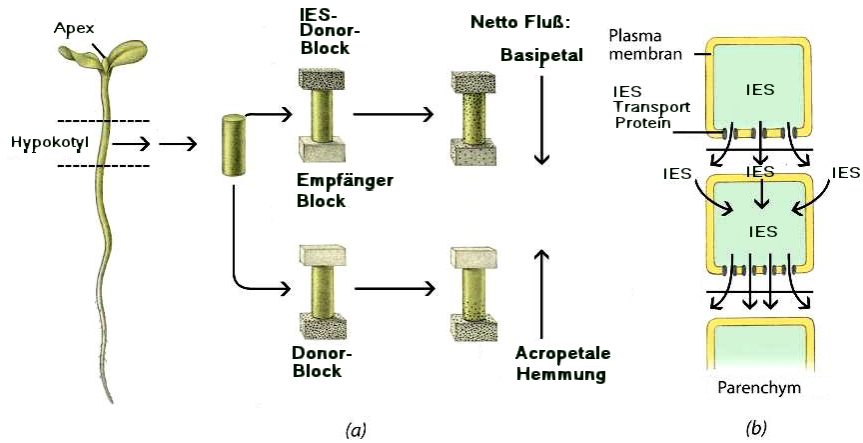 Apex
Hypokotyl
IES-
Donor-
Block
Empfänger
Block
Donor-
Block
Netto Fluß:
Basipetal
Acropetale
Hemmung
(a)
Plasma
membran
IES
Transport
Protein
IES
IES
IES
IES
IES
Parenchym
(b)